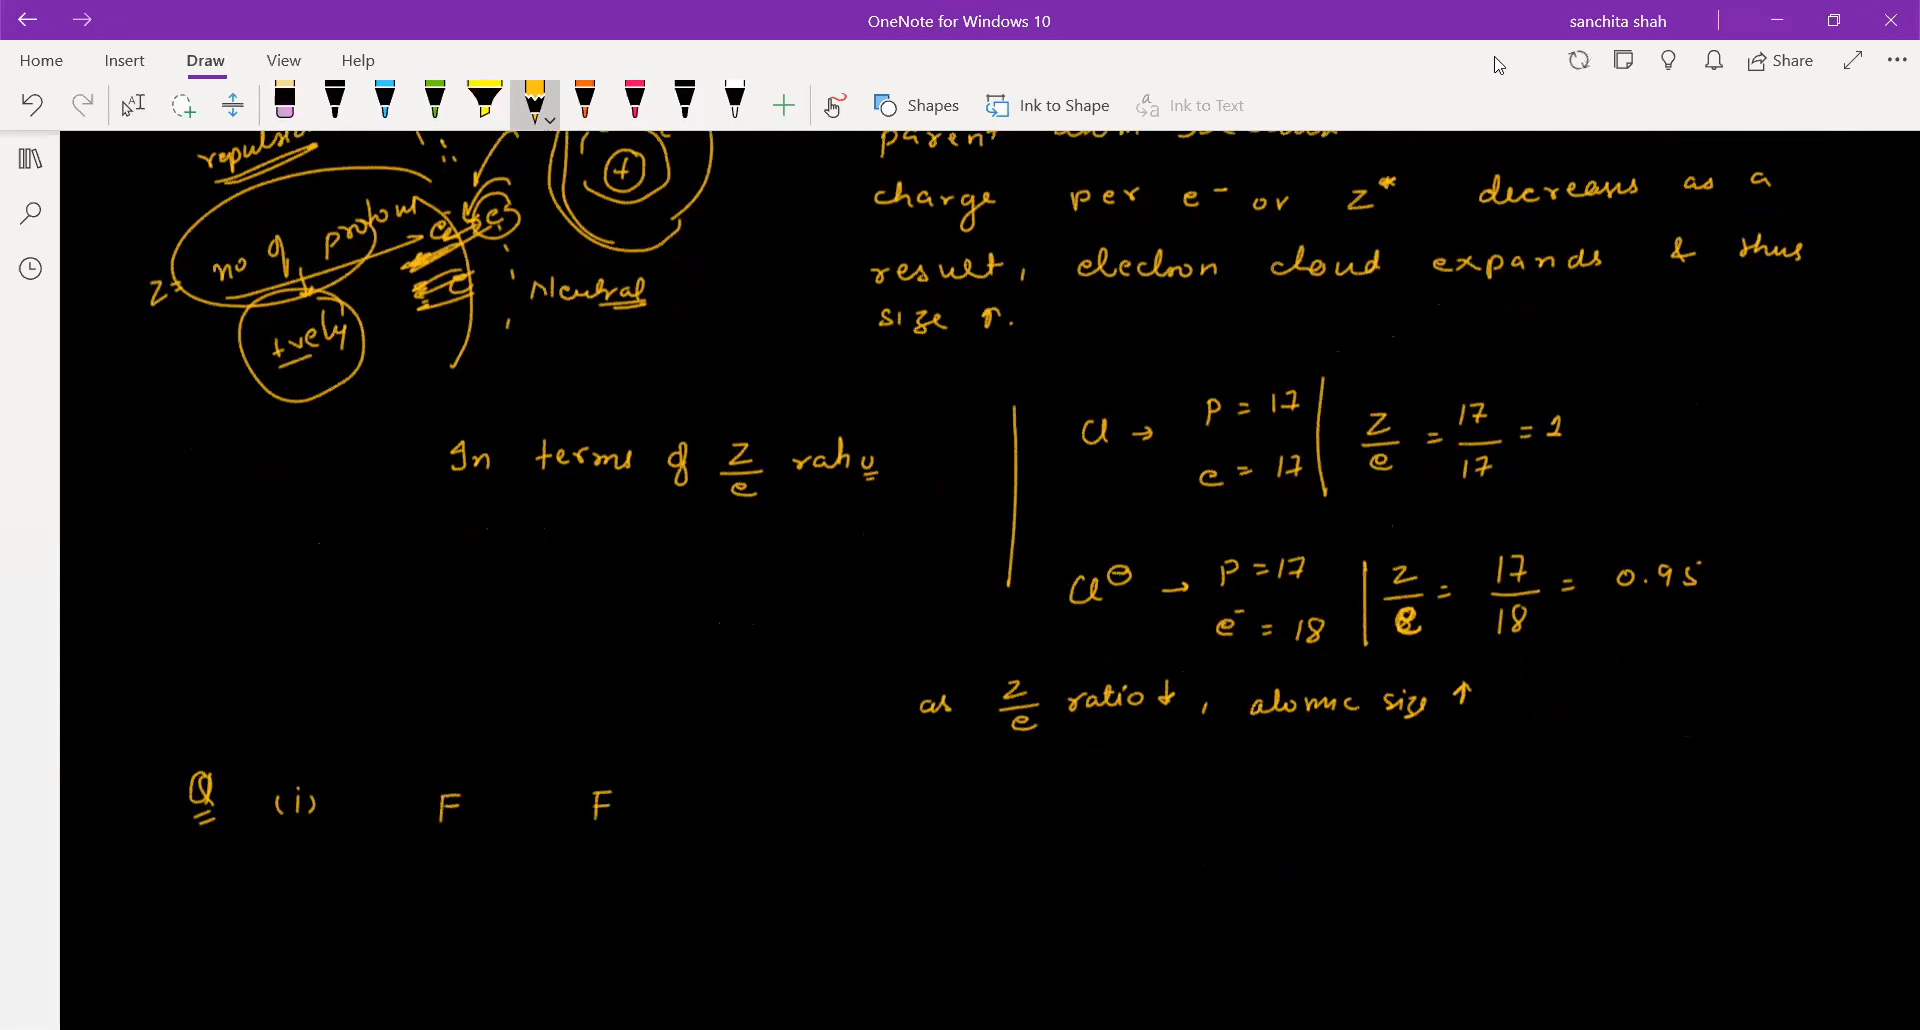 OneNote for Windows 10
sanchita shah
Home Insert Draw View Help
Share
Shapes
Ink to Shape
Ink to Text
parent
charge per e⁻ or Z* decreases as a
result, electron cloud expands & thus
size ↑.
Z = no of protons
+vely
Neutral
In terms of Z/e ratio
Cl → P = 17 | Z/e = 17/17 = 1
e = 17
Cl⊖ → P = 17 | Z/e = 17/18 = 0.95
e⁻ = 18
as Z/e ratio ↓, atomic size ↑
Q (i) F F